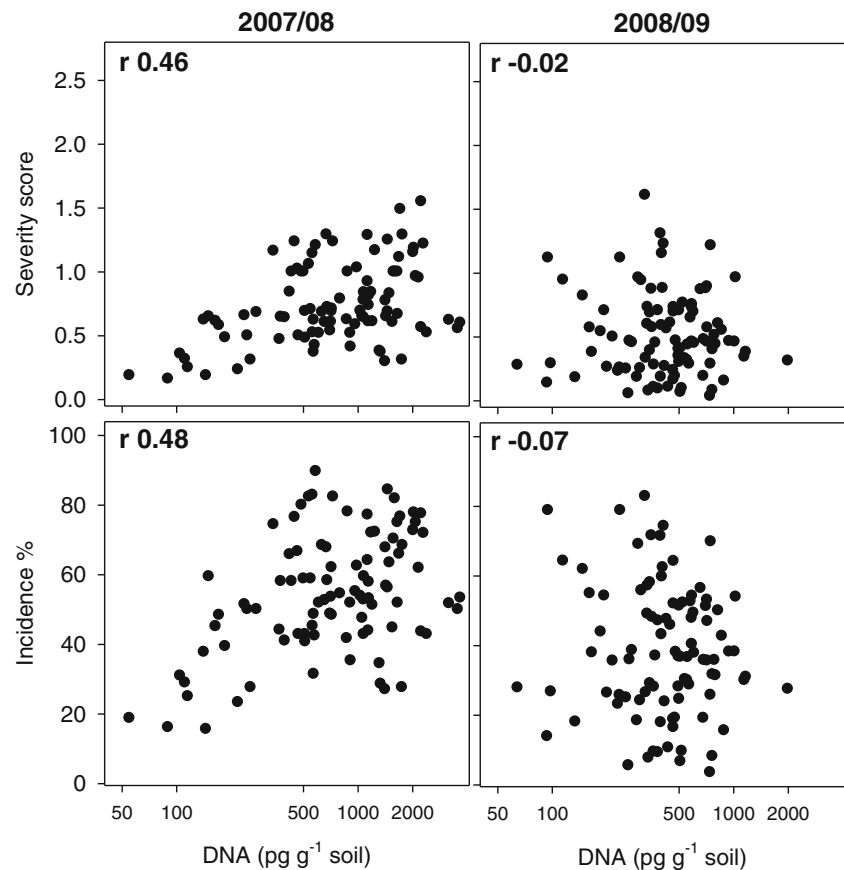 2007/08
2008/09
r 0.46
r -0.02
Severity score
2.5
2.0
1.5
1.0
0.5
0.0
r 0.48
r -0.07
Incidence %
100
80
60
40
20
0
50 100 500 1000 2000
50 100 500 1000 2000
DNA (pg g⁻¹ soil)
DNA (pg g⁻¹ soil)